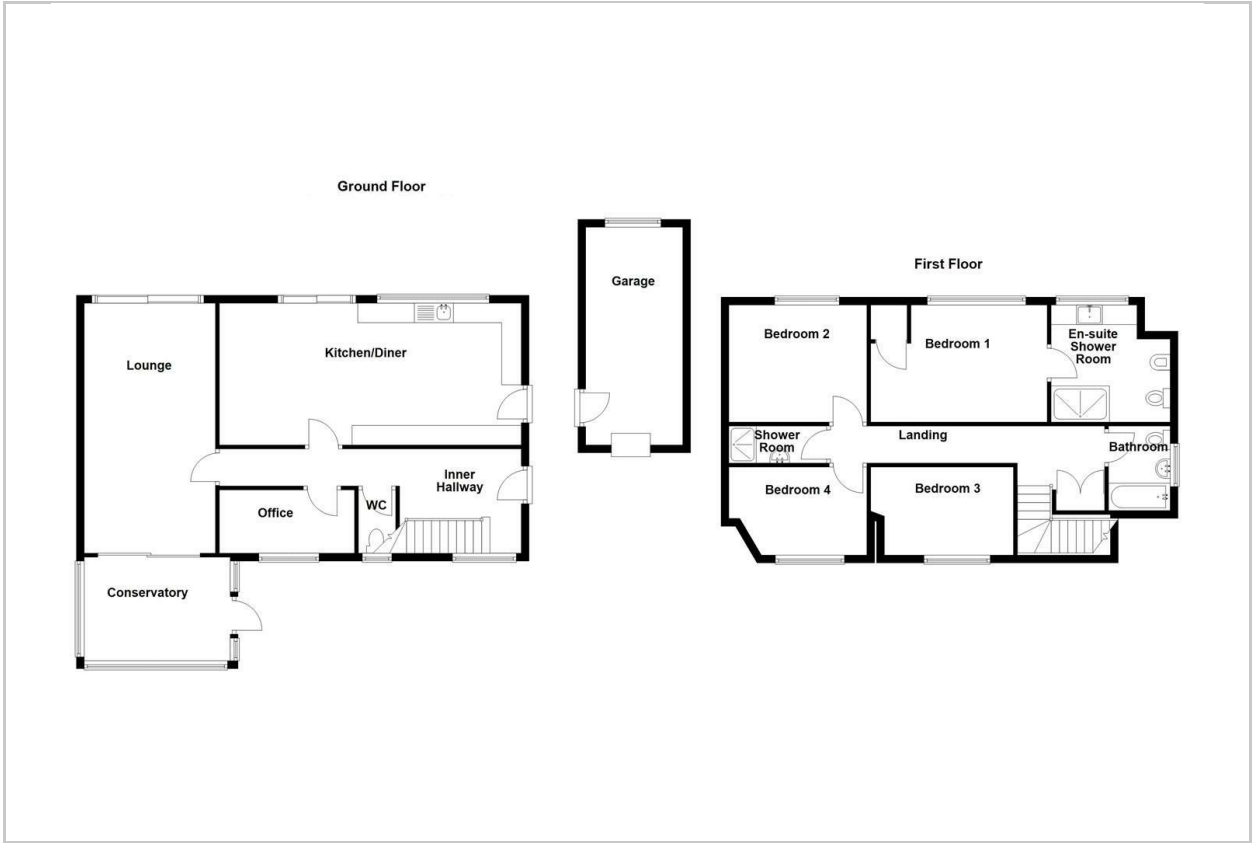 Ground Floor
Lounge
Kitchen/Diner
Inner
Hallway
Office
WC
Conservatory
Garage
First Floor
Bedroom 2
Bedroom 1
En-suite
Shower
Room
Shower
Room
Landing
Bathroom
Bedroom 4
Bedroom 3